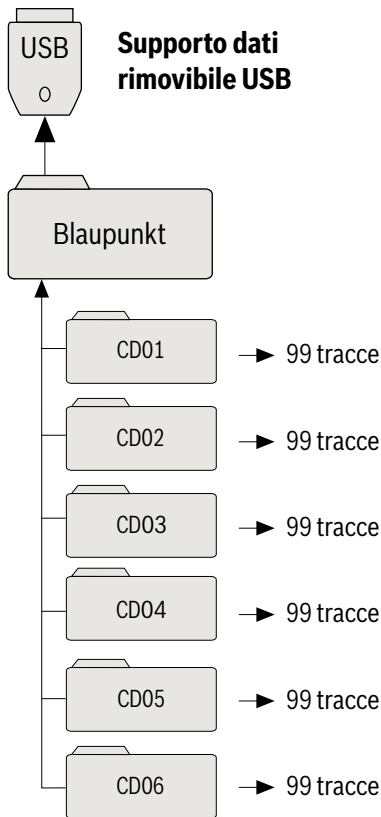 USB
Supporto dati
rimovibile USB
Blaupunkt
CD01
99 tracce
CD02
99 tracce
CD03
99 tracce
CD04
99 tracce
CD05
99 tracce
CD06
99 tracce